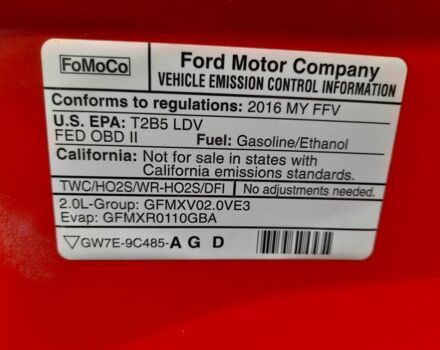 FoMoCo
Ford Motor Company
VEHICLE EMISSION CONTROL INFORMATION
Conforms to regulations: 2016 MY FFV
U.S. EPA: T2B5 LDV
FED OBD II Fuel: Gasoline/Ethanol
California: Not for sale in states with
California emissions standards.
TWC/HO2S/WR-HO2S/DFI No adjustments needed.
2.0L-Group: GFMXV02.0VE3
Evap: GFMXR0110GBA
GW7E-9C485-A G D